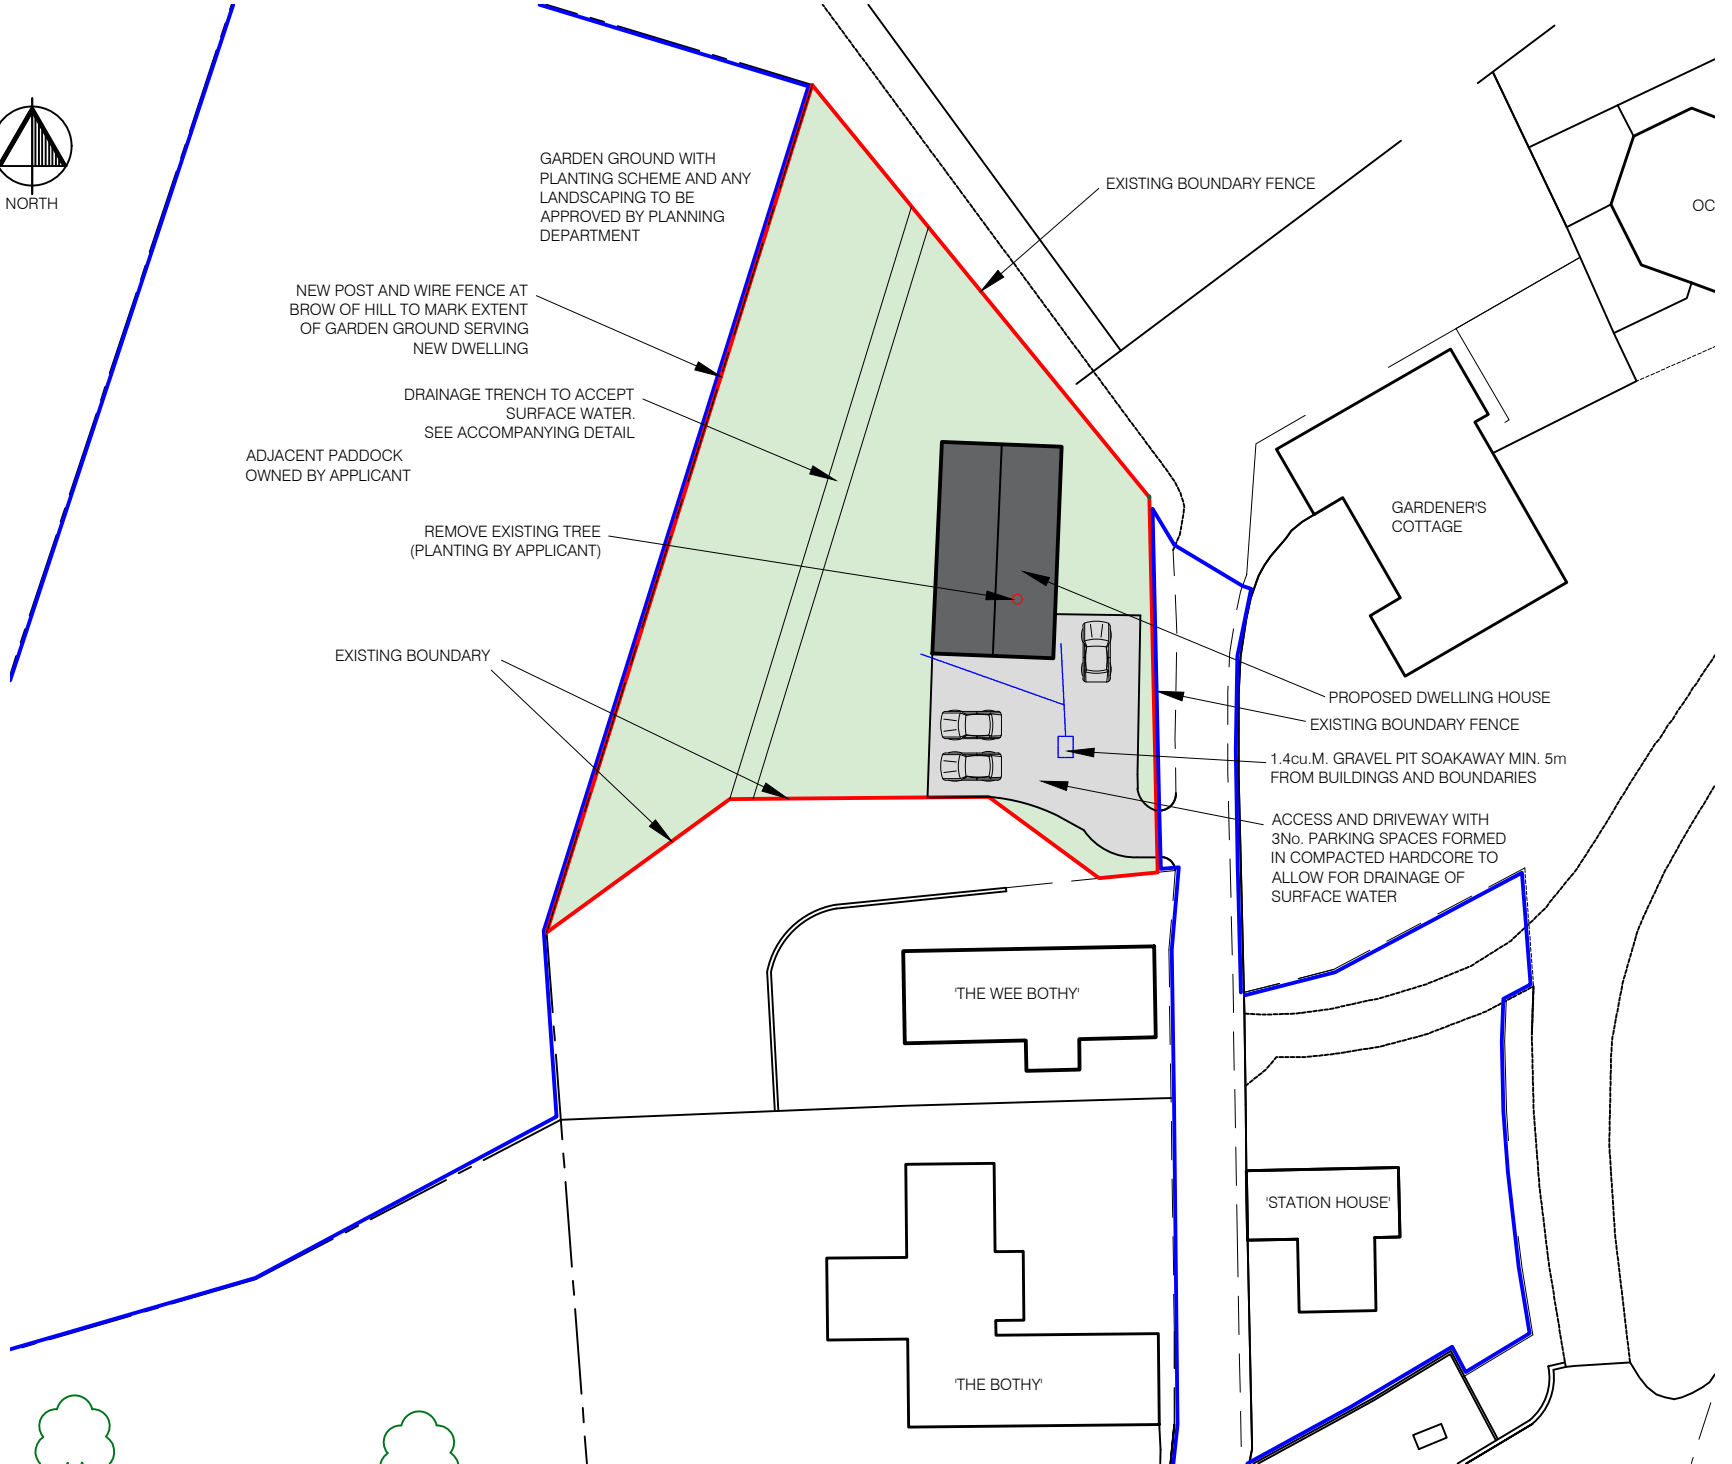 NORTH
GARDEN GROUND WITH
PLANTING SCHEME AND ANY
LANDSCAPING TO BE
APPROVED BY PLANNING
DEPARTMENT
EXISTING BOUNDARY FENCE
OC
NEW POST AND WIRE FENCE AT
BROW OF HILL TO MARK EXTENT
OF GARDEN GROUND SERVING
NEW DWELLING
DRAINAGE TRENCH TO ACCEPT
SURFACE WATER.
SEE ACCOMPANYING DETAIL
ADJACENT PADDOCK
OWNED BY APPLICANT
GARDENER'S
COTTAGE
REMOVE EXISTING TREE
(PLANTING BY APPLICANT)
EXISTING BOUNDARY
PROPOSED DWELLING HOUSE
EXISTING BOUNDARY FENCE
1.4cu.M. GRAVEL PIT SOAKAWAY MIN. 5m
FROM BUILDINGS AND BOUNDARIES
ACCESS AND DRIVEWAY WITH
3No. PARKING SPACES FORMED
IN COMPACTED HARDCORE TO
ALLOW FOR DRAINAGE OF
SURFACE WATER
'THE WEE BOTHY'
'STATION HOUSE'
'THE BOTHY'